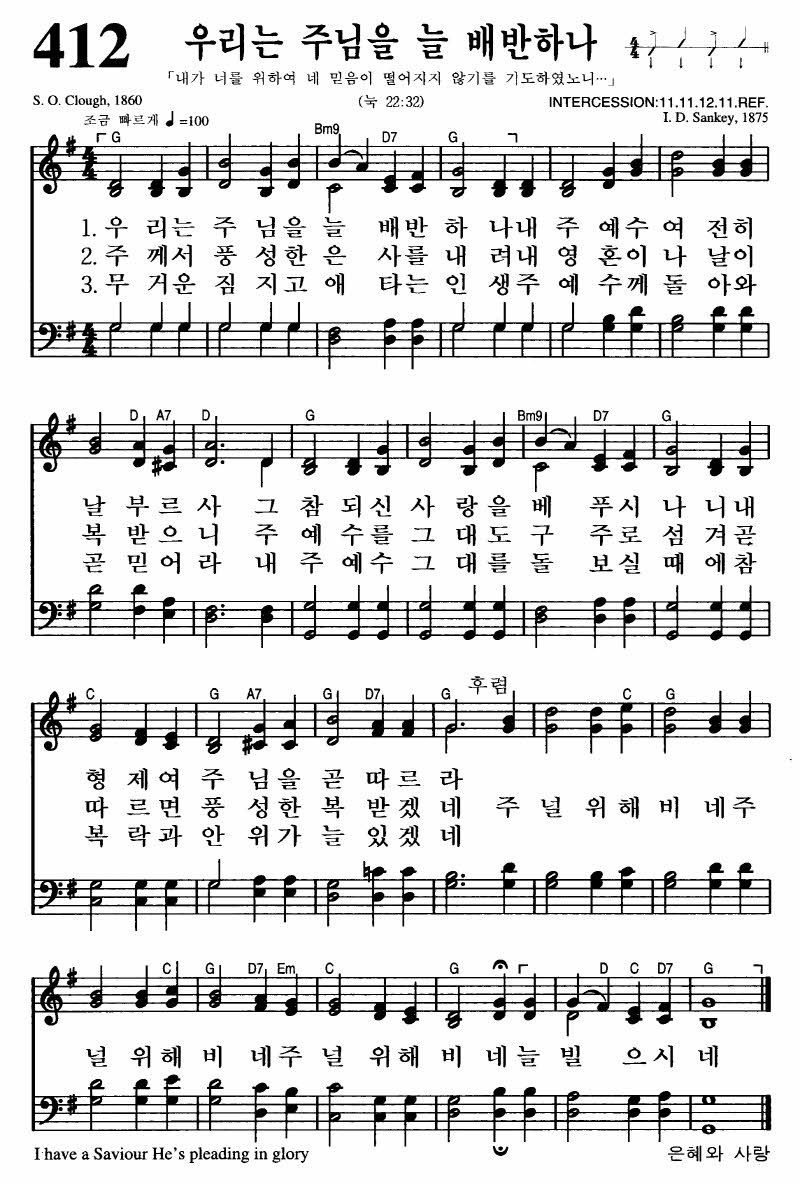 412 우리는 주님을 늘 배반하나
「내가 너를 위하여 네 믿음이 떨어지지 않기를 기도하였노니···」
S. O. Clough, 1860 (눅 22:32) INTERCESSION:11.11.12.11.REF.
조금 빠르게 ♩=100 I. D. Sankey, 1875
G Bm9 D7 G
4/4
1. 우 리는 주 님을 늘 배반 하 나내 주 예수 여 전히
2. 주 께서 풍 성한 은 사를 내 려내 영 혼이 나 날이
3. 무 거운 짐 지고 애 타는 인 생주 예 수께 돌 아와
4/4
D A7 D G Bm9 D7 G
날 부르 사 그 참 되신 사 랑을 베 푸시 나 니내
복 받으 니 주 예 수를 그 대도 구 주로 섬 겨곧
곧 믿어 라 내 주 예수 그 대를 돌 보실 때 에참
후렴
C G A7 G D7 G C G
형 제여 주 님을 곧 따르 라
따 르면 풍 성한 복 받겠 네 주 널 위해 비 네주
복 락과 안 위가 늘 있겠 네
C G D7 Em C G D C D7 G
널 위해 비 네주 널 위해 비 네늘 빌 으시 네
I have a Saviour He's pleading in glory 은혜와 사랑